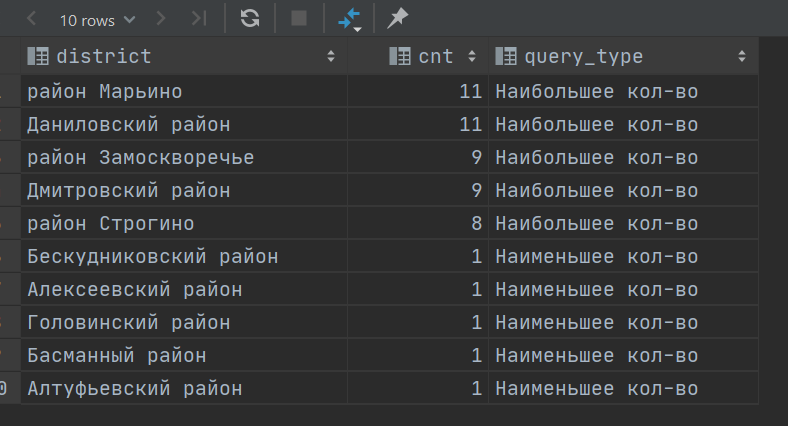 10 rows
district cnt query_type
район Марьино 11 Наибольшее кол-во
Даниловский район 11 Наибольшее кол-во
район Замоскворечье 9 Наибольшее кол-во
Дмитровский район 9 Наибольшее кол-во
район Строгино 8 Наибольшее кол-во
Бескудниковский район 1 Наименьшее кол-во
Алексеевский район 1 Наименьшее кол-во
Головинский район 1 Наименьшее кол-во
Басманный район 1 Наименьшее кол-во
0 Алтуфьевский район 1 Наименьшее кол-во